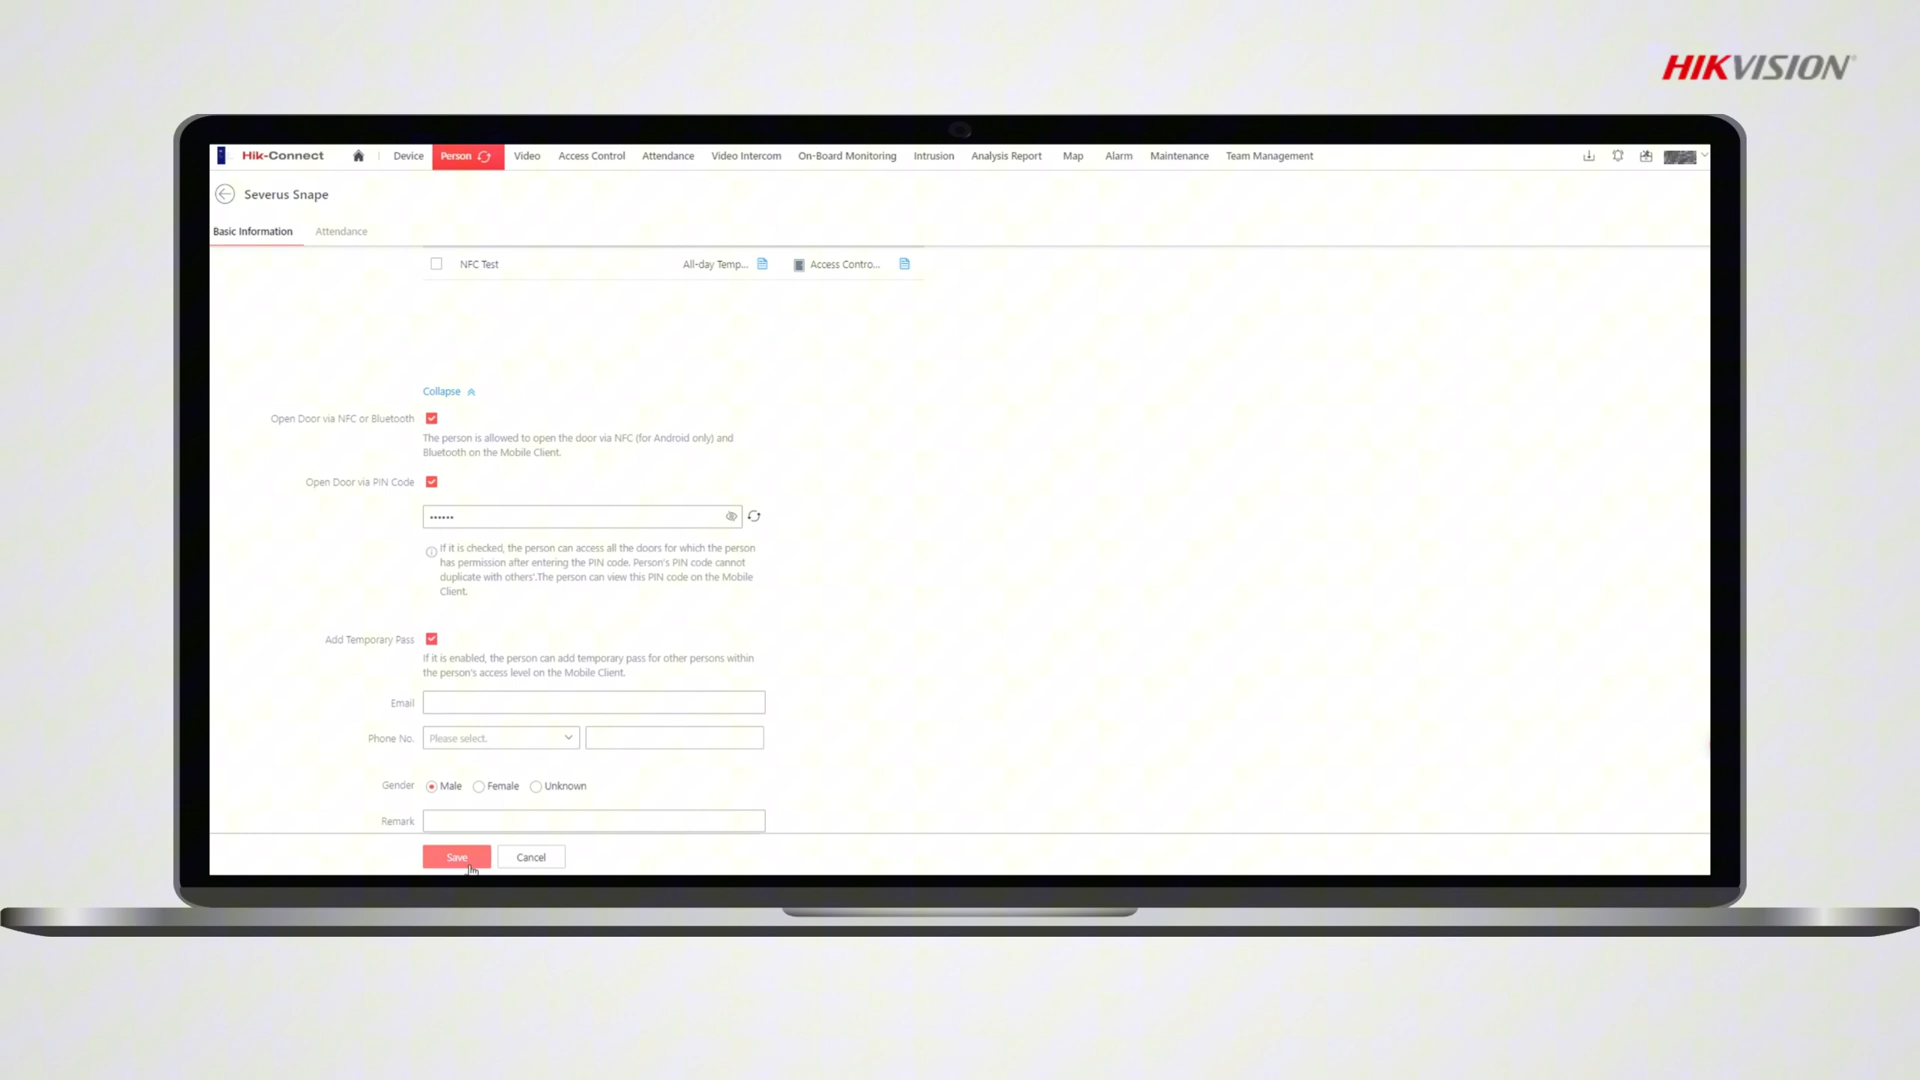 HIKVISION
Hik-Connect Device Person Video Access Control Attendance Video Intercom On-Board Monitoring Intrusion Analysis Report Map Alarm Maintenance Team Management
Severus Snape
Basic Information Attendance
NFC Test All-day Temp... Access Contro...
Collapse
Open Door via NFC or Bluetooth
The person is allowed to open the door via NFC (for Android only) and
Bluetooth on the Mobile Client.
Open Door via PIN Code
••••••
If it is checked, the person can access all the doors for which the person
has permission after entering the PIN code. Person's PIN code cannot
duplicate with others'.The person can view this PIN code on the Mobile
Client.
Add Temporary Pass
If it is enabled, the person can add temporary pass for other persons within
the person's access level on the Mobile Client.
Email
Phone No. Please select.
Gender Male Female Unknown
Remark
Save Cancel